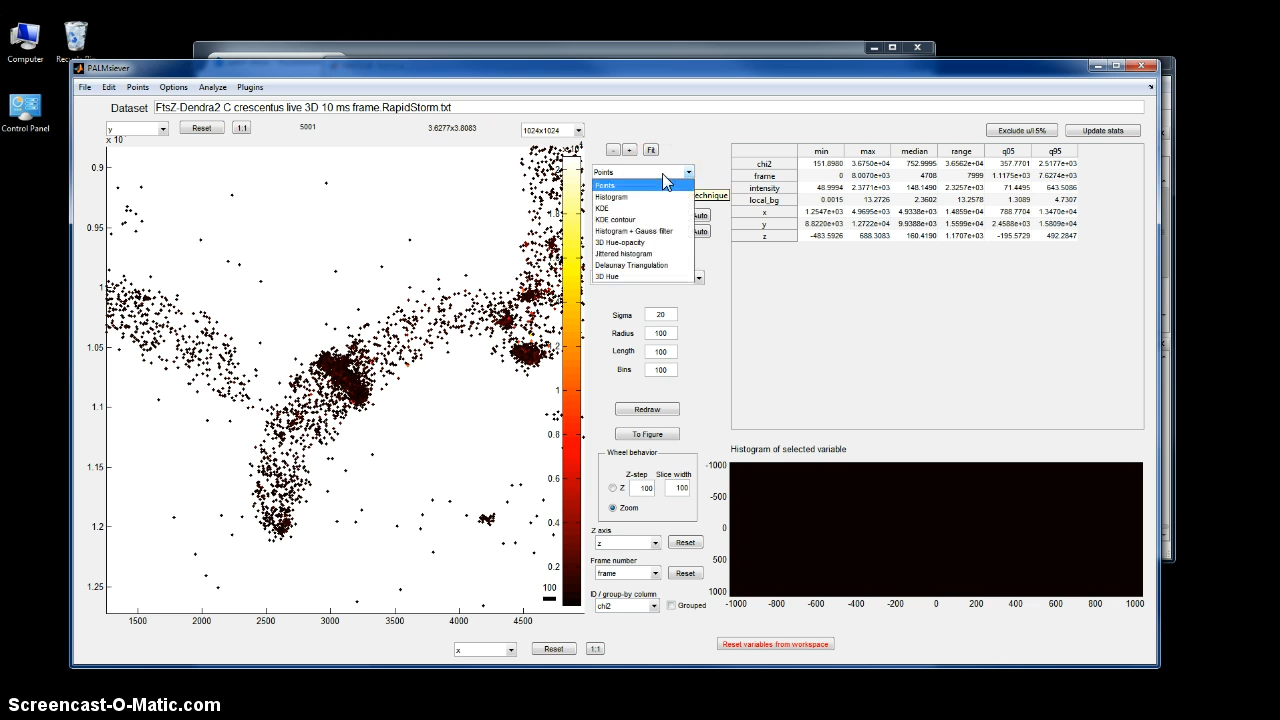 Computer
Recycle Bin
Control Panel
PALMsiever
File Edit Points Options Analyze Plugins
Dataset FtsZ-Dendra2 C crescentus live 3D 10 ms frame.RapidStorm.txt
y Reset 1:1 5001 3.6277x3.8083 1024x1024
Exclude u/l 5% Update stats
x 10
- + Fit
Points
Points
Histogram
KDE
KDE contour
Histogram + Gauss filter
3D Hue-opacity
Jittered histogram
Delaunay Triangulation
3D Hue
echnique
Auto
Auto
min max median range q05 q95
chi2 151.8980 3.6750e+04 752.9995 3.6562e+04 357.7701 2.5177e+03
frame 0 8.0070e+03 4708 7999 1.1175e+03 7.6274e+03
intensity 48.9994 2.3771e+04 148.1490 2.3257e+04 71.4495 643.5086
local_bg 0.0015 13.2726 2.3602 13.2578 1.3089 4.7307
x 1.2547e+03 4.9695e+03 4.9938e+03 1.4859e+04 788.7704 1.3470e+04
y 8.8220e+03 1.2722e+04 9.9388e+03 1.5599e+04 2.4588e+03 1.5809e+04
z -483.5926 688.3083 160.4190 1.1707e+03 -195.5729 492.2847
0.9
0.95
1
1.05
1.1
1.15
1.2
1.25
1500 2000 2500 3000 3500 4000 4500
1
0.8
0.6
0.4
0.2
100
Sigma 20
Radius 100
Length 100
Bins 100
Redraw
To Figure
Wheel behavior
Z-step Slice width
Z 100 100
Zoom
Z axis
z Reset
Frame number
frame Reset
ID / group-by column
chi2 Grouped
x Reset 1:1
Histogram of selected variable
-1000
-500
0
500
1000
-1000 -800 -600 -400 -200 0 200 400 600 800 1000
Reset variables from workspace
Screencast-O-Matic.com